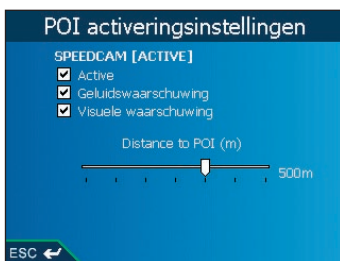 POI activeringsinstellingen
SPEEDCAM [ACTIVE]
Active
Geluidswaarschuwing
Visuele waarschuwing
Distance to POI (m)
500m
ESC